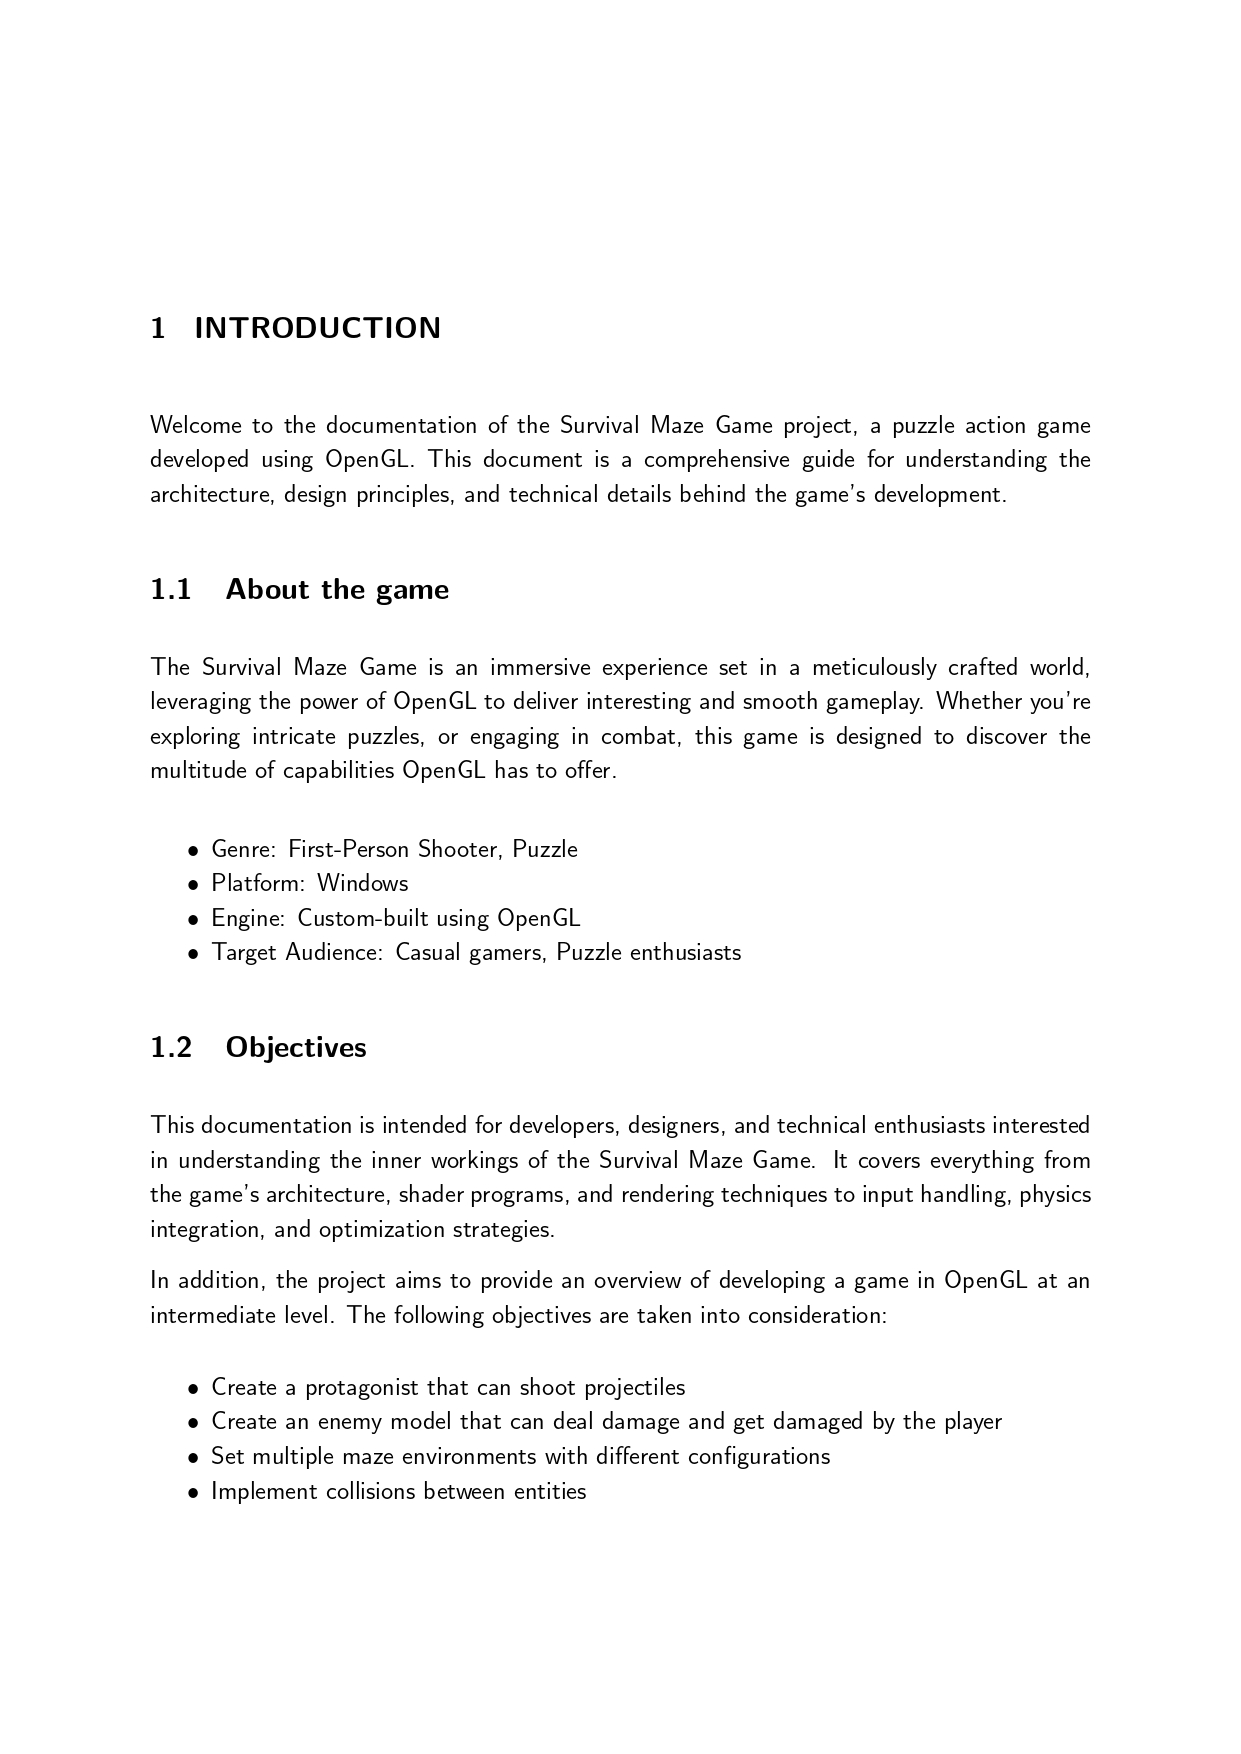 1 INTRODUCTION
Welcome to the documentation of the Survival Maze Game project, a puzzle action game
developed using OpenGL. This document is a comprehensive guide for understanding the
architecture, design principles, and technical details behind the game's development.
1.1 About the game
The Survival Maze Game is an immersive experience set in a meticulously crafted world,
leveraging the power of OpenGL to deliver interesting and smooth gameplay. Whether you're
exploring intricate puzzles, or engaging in combat, this game is designed to discover the
multitude of capabilities OpenGL has to offer.
• Genre: First-Person Shooter, Puzzle
• Platform: Windows
• Engine: Custom-built using OpenGL
• Target Audience: Casual gamers, Puzzle enthusiasts
1.2 Objectives
This documentation is intended for developers, designers, and technical enthusiasts interested
in understanding the inner workings of the Survival Maze Game. It covers everything from
the game's architecture, shader programs, and rendering techniques to input handling, physics
integration, and optimization strategies.
In addition, the project aims to provide an overview of developing a game in OpenGL at an
intermediate level. The following objectives are taken into consideration:
• Create a protagonist that can shoot projectiles
• Create an enemy model that can deal damage and get damaged by the player
• Set multiple maze environments with different configurations
• Implement collisions between entities